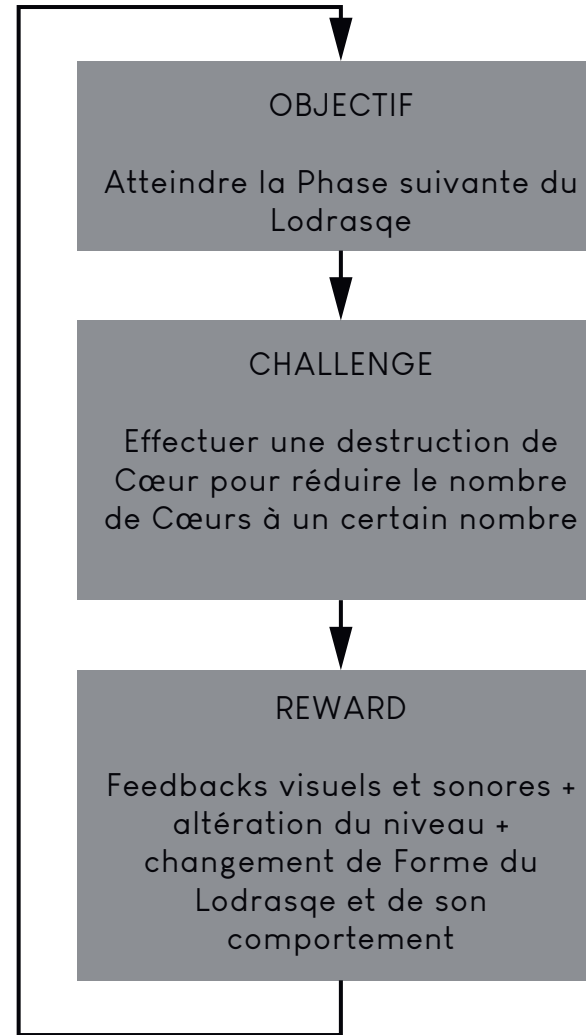 OBJECTIF
Atteindre la Phase suivante du
Lodrasqe
CHALLENGE
Effectuer une destruction de
Cœur pour réduire le nombre
de Cœurs à un certain nombre
REWARD
Feedbacks visuels et sonores +
altération du niveau +
changement de Forme du
Lodrasqe et de son
comportement